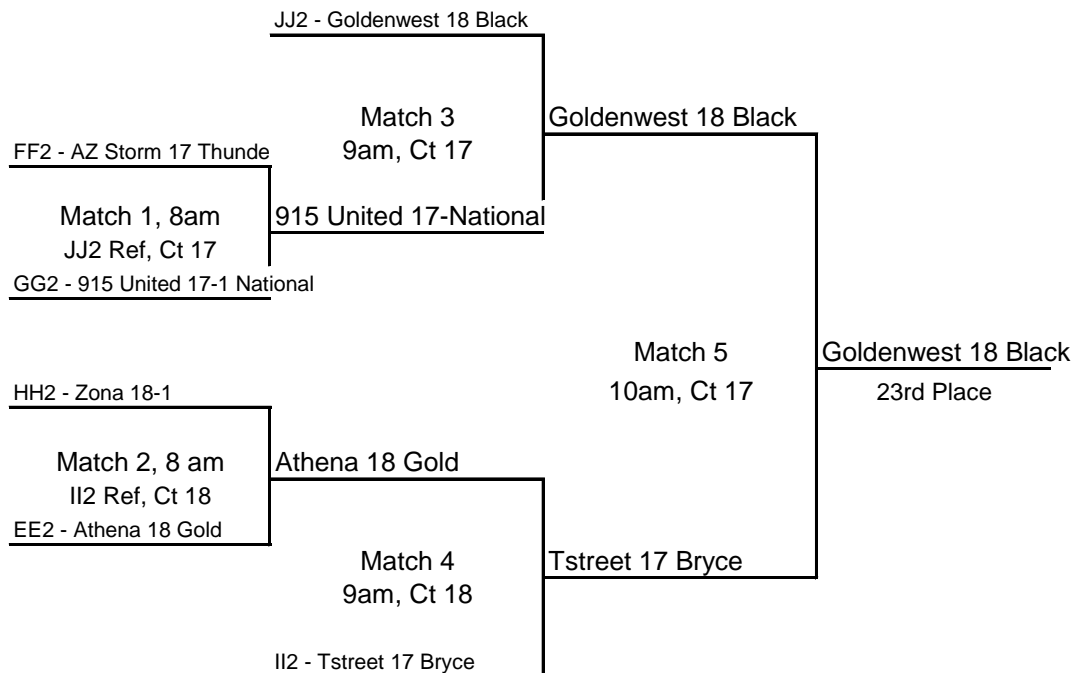 JJ2 - Goldenwest 18 Black
Match 3
9am, Ct 17
Goldenwest 18 Black
FF2 - AZ Storm 17 Thunde
Match 1, 8am
JJ2 Ref, Ct 17
915 United 17-National
GG2 - 915 United 17-1 National
Match 5
10am, Ct 17
Goldenwest 18 Black
23rd Place
HH2 - Zona 18-1
Match 2, 8 am
II2 Ref, Ct 18
Athena 18 Gold
EE2 - Athena 18 Gold
Match 4
9am, Ct 18
Tstreet 17 Bryce
II2 - Tstreet 17 Bryce